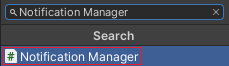 Notification Manager
Search
# Notification Manager